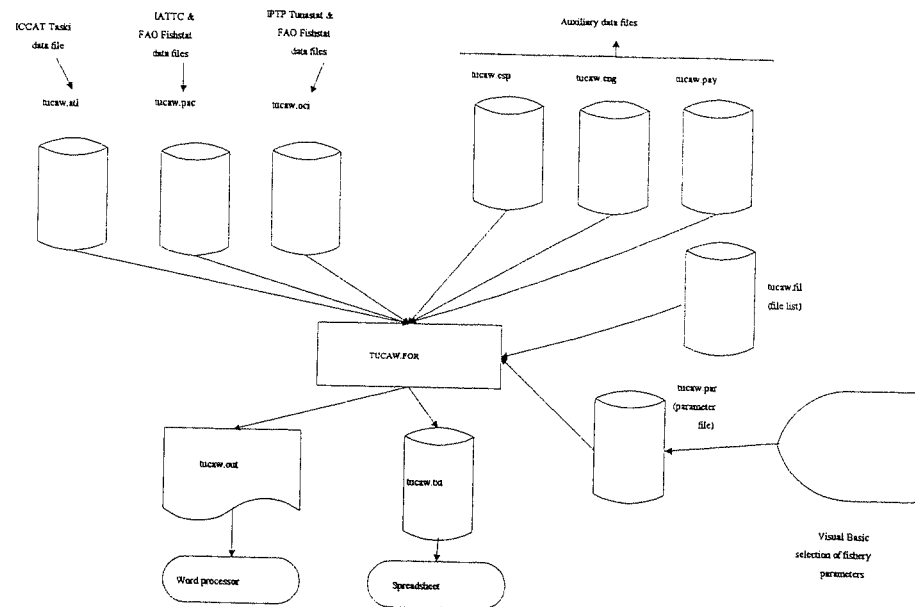 ICCAT Taski
data file
IATTC &
FAO Fishstat
data files
IPTP Tunastat &
FAO Fishstat
data files
Auxiliary data files
tucaw.atl
tucaw.pac
tucaw.oci
tucaw.esp
tucaw.eng
tucaw.pay
tucaw.fil
(file list)
TUCAW.FOR
tucaw.par
(parameter
file)
tucaw.out
tucaw.txt
Visual Basic
selection of fishery
parameters
Word processor
Spreadsheet